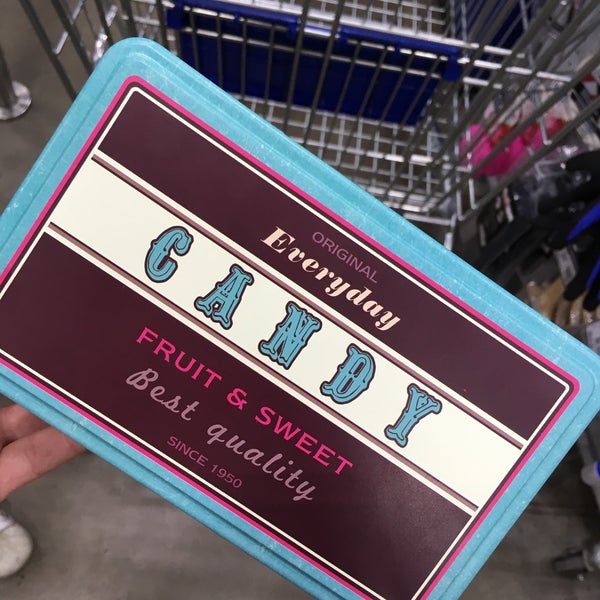 ORIGINAL
Everyday
CANDY
FRUIT & SWEET
Best quality
SINCE 1950